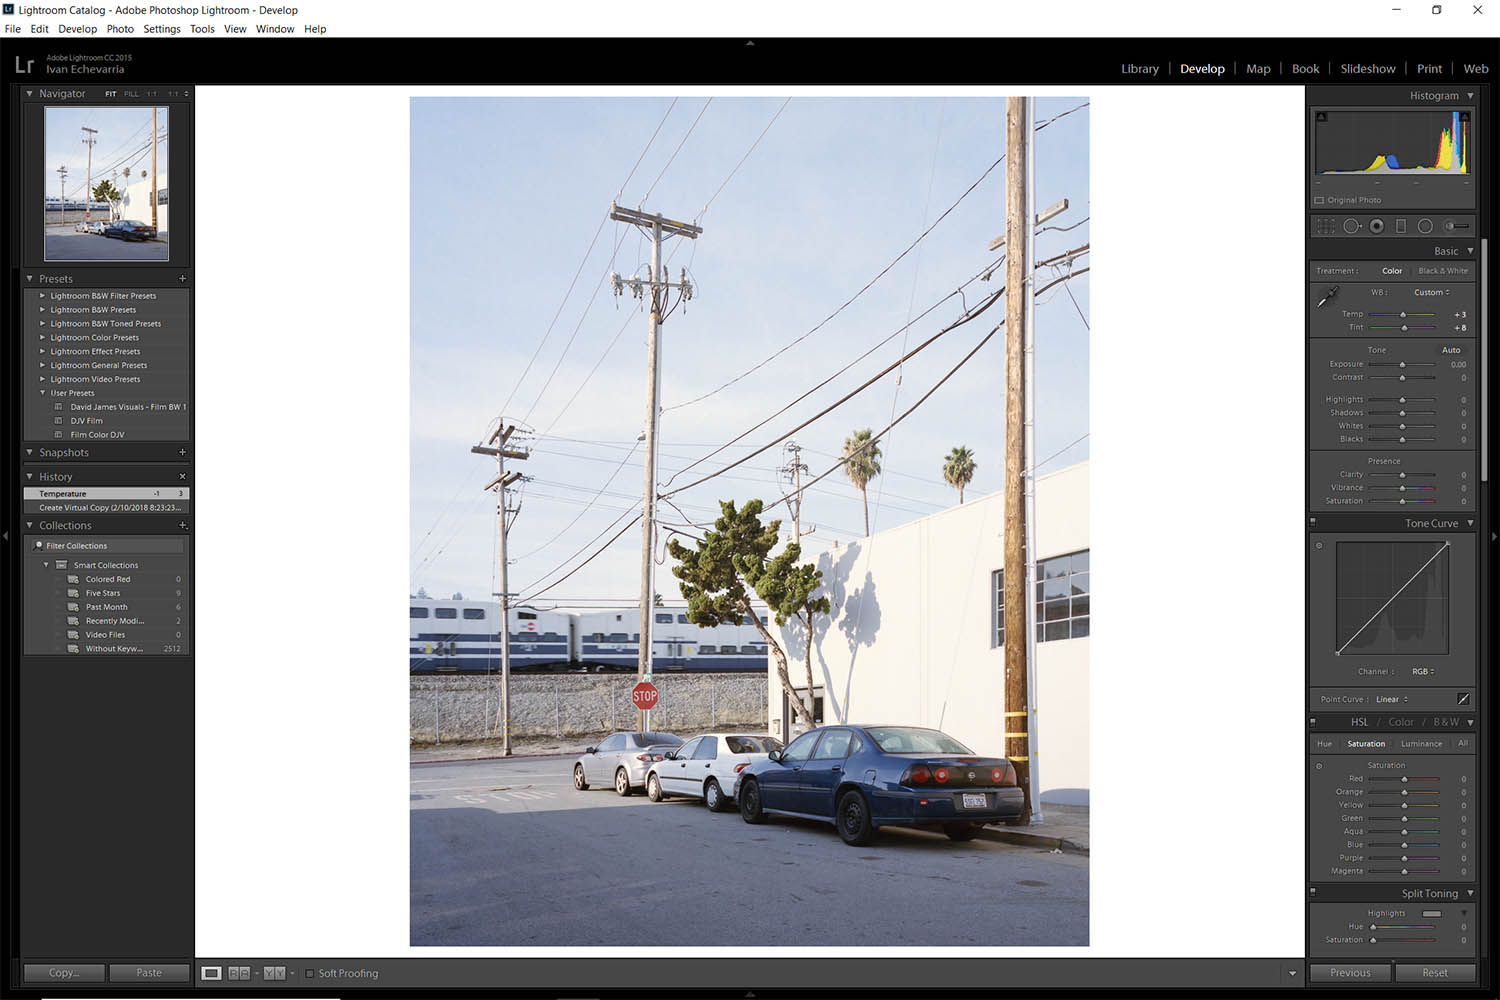 Lightroom Catalog - Adobe Photoshop Lightroom - Develop
File Edit Develop Photo Settings Tools View Window Help
Lr
Adobe Lightroom CC 2015
Ivan Echevarria
Library | Develop | Map | Book | Slideshow | Print | Web
Navigator FIT FILL 1:1 1:1
Presets +
Lightroom B&W Filter Presets
Lightroom B&W Presets
Lightroom B&W Toned Presets
Lightroom Color Presets
Lightroom Effect Presets
Lightroom General Presets
Lightroom Video Presets
User Presets
David James Visuals - Film BW 1
DJV Film
Film Color DJV
Snapshots +
History ×
Temperature -1 3
Create Virtual Copy (2/10/2018 8:23:23...
Collections +
Filter Collections
Smart Collections
Colored Red 0
Five Stars 9
Past Month 6
Recently Modi... 2
Video Files 0
Without Keyw... 2512
Copy... Paste
STOP
Soft Proofing
Histogram
Original Photo
Basic
Treatment : Color | Black & White
WB : Custom
Temp + 3
Tint + 8
Tone Auto
Exposure 0.00
Contrast 0
Highlights 0
Shadows 0
Whites 0
Blacks 0
Presence
Clarity 0
Vibrance 0
Saturation 0
Tone Curve
Channel : RGB
Point Curve : Linear
HSL / Color / B & W
Hue Saturation Luminance All
Saturation
Red 0
Orange 0
Yellow 0
Green 0
Aqua 0
Blue 0
Purple 0
Magenta 0
Split Toning
Highlights
Hue 0
Saturation 0
Previous Reset